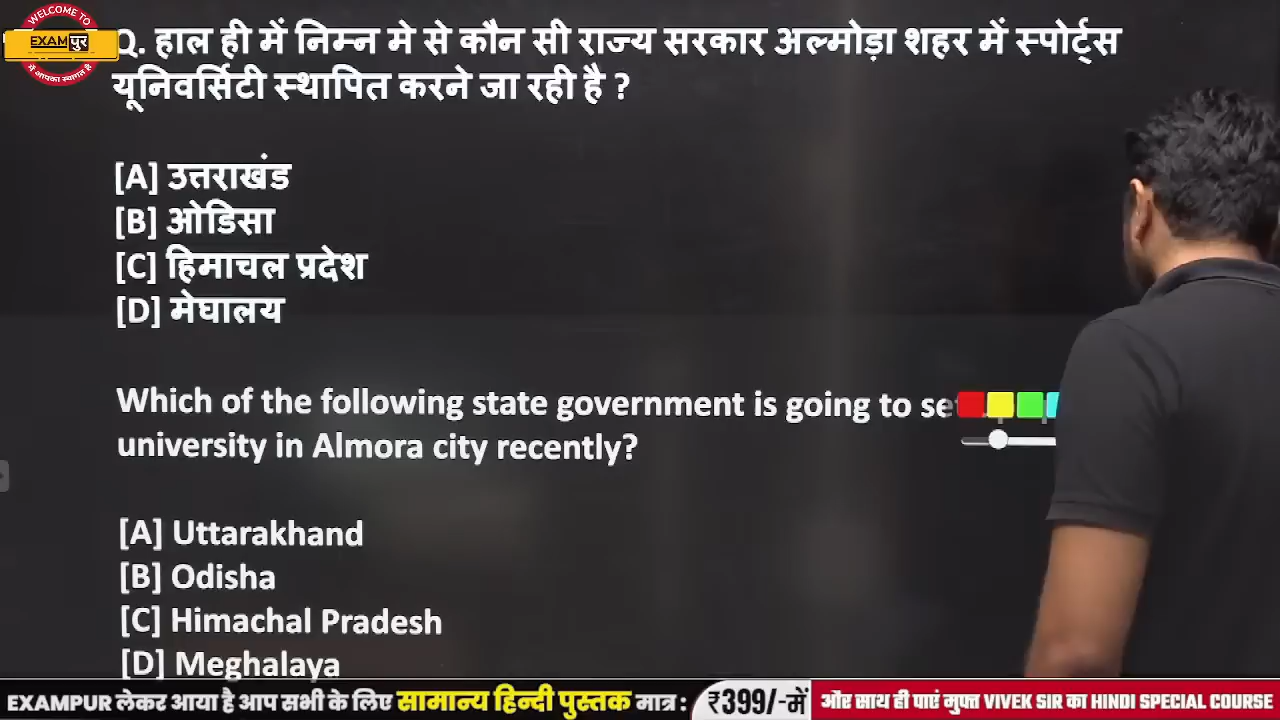 WELCOME TO
EXAMपुर
में आपका स्वागत है
Q. हाल ही में निम्न मे से कौन सी राज्य सरकार अल्मोड़ा शहर में स्पोर्ट्स
यूनिवर्सिटी स्थापित करने जा रही है ?
[A] उत्तराखंड
[B] ओडिसा
[C] हिमाचल प्रदेश
[D] मेघालय
Which of the following state government is going to
university in Almora city recently?
[A] Uttarakhand
[B] Odisha
[C] Himachal Pradesh
[D] Meghalaya
EXAMPUR लेकर आया है आप सभी के लिए सामान्य हिन्दी पुस्तक मात्र : ₹399/-में और साथ ही पाएं मुफ्त VIVEK SIR का HINDI SPECIAL COURSE